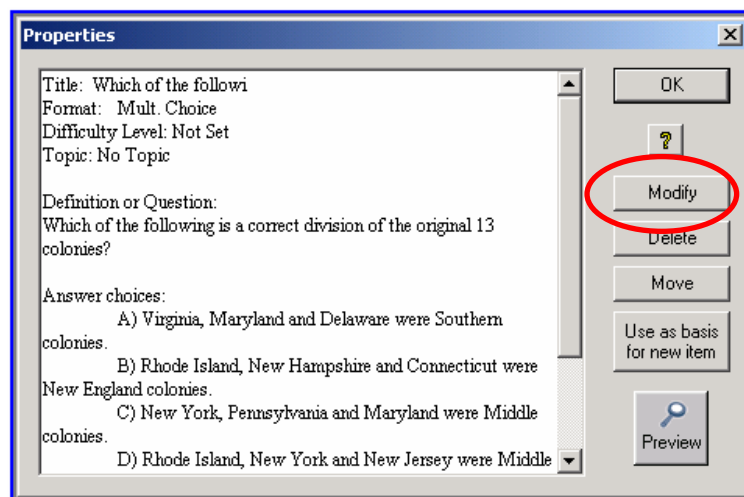 Properties
Title:  Which of the followi
Format:   Mult. Choice
Difficulty Level: Not Set
Topic: No Topic
Definition or Question:
Which of the following is a correct division of the original 13
colonies?
Answer choices:
A) Virginia, Maryland and Delaware were Southern
colonies.
B) Rhode Island, New Hampshire and Connecticut were
New England colonies.
C) New York, Pennsylvania and Maryland were Middle
colonies.
D) Rhode Island, New York and New Jersey were Middle
OK
?
Modify
Delete
Move
Use as basis
for new item
Preview